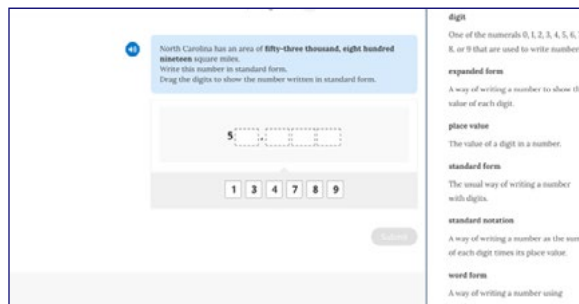 North Carolina has an area of fifty-three thousand, eight hundred
nineteen square miles.
Write this number in standard form.
Drag the digits to show the number written in standard form.
5 ,
1 3 4 7 8 9
Submit
digit
One of the numerals 0, 1, 2, 3, 4, 5, 6,
8, or 9 that are used to write number
expanded form
A way of writing a number to show th
value of each digit.
place value
The value of a digit in a number.
standard form
The usual way of writing a number
with digits.
standard notation
A way of writing a number as the sum
of each digit times its place value.
word form
A way of writing a number using